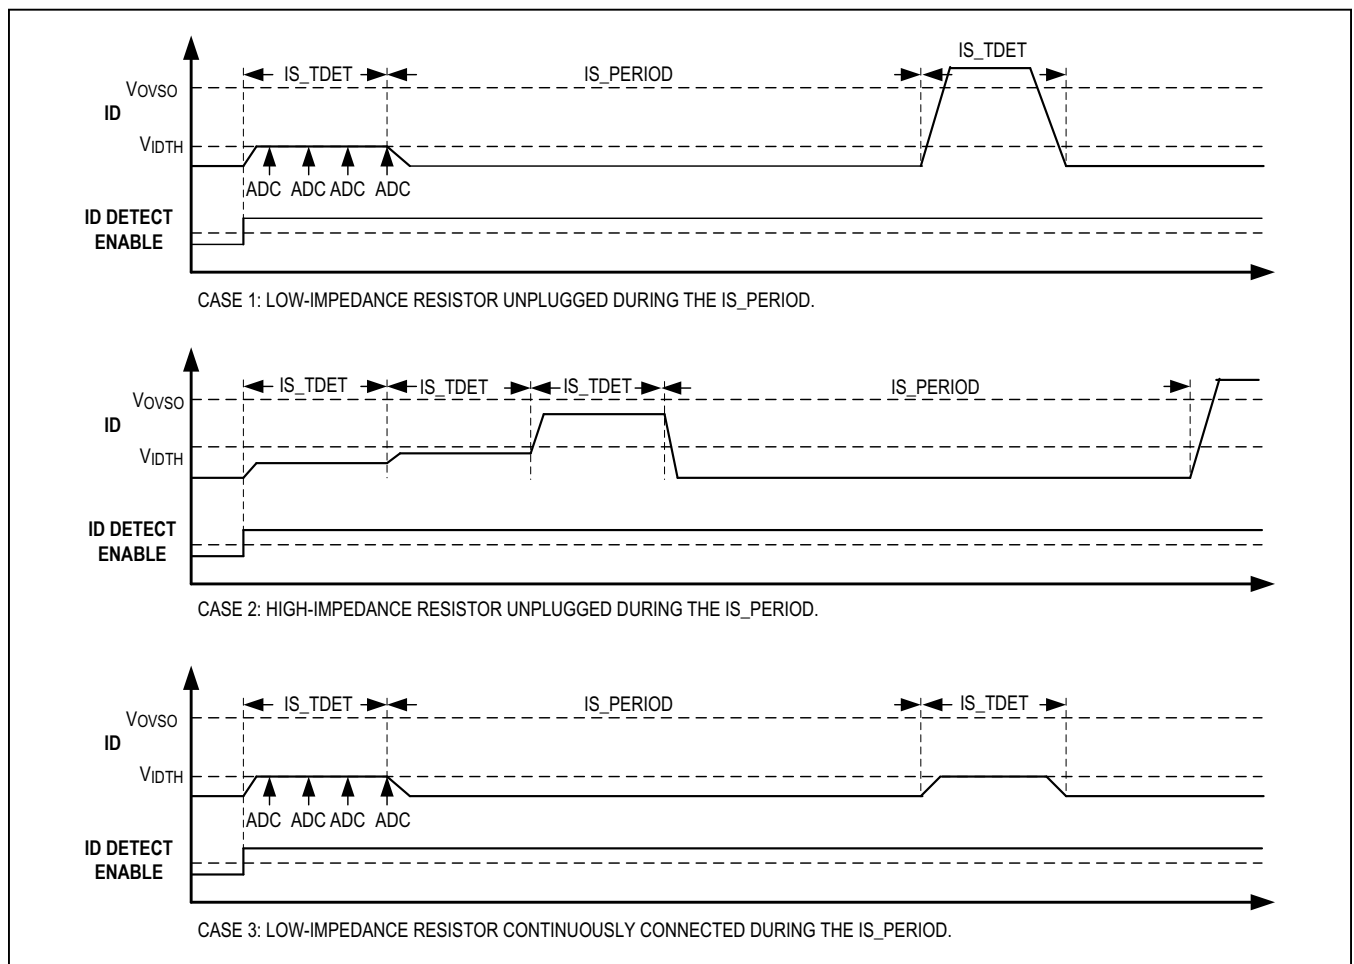 IS_TDET
IS_TDET
IS_PERIOD
VOVSO
ID
VIDTH
ADC ADC ADC ADC
ID DETECT
ENABLE
CASE 1: LOW-IMPEDANCE RESISTOR UNPLUGGED DURING THE IS_PERIOD.
IS_TDET
IS_TDET
IS_TDET
IS_PERIOD
VOVSO
ID
VIDTH
ID DETECT
ENABLE
CASE 2: HIGH-IMPEDANCE RESISTOR UNPLUGGED DURING THE IS_PERIOD.
IS_TDET
IS_PERIOD
IS_TDET
VOVSO
ID
VIDTH
ADC ADC ADC ADC
ID DETECT
ENABLE
CASE 3: LOW-IMPEDANCE RESISTOR CONTINUOUSLY CONNECTED DURING THE IS_PERIOD.